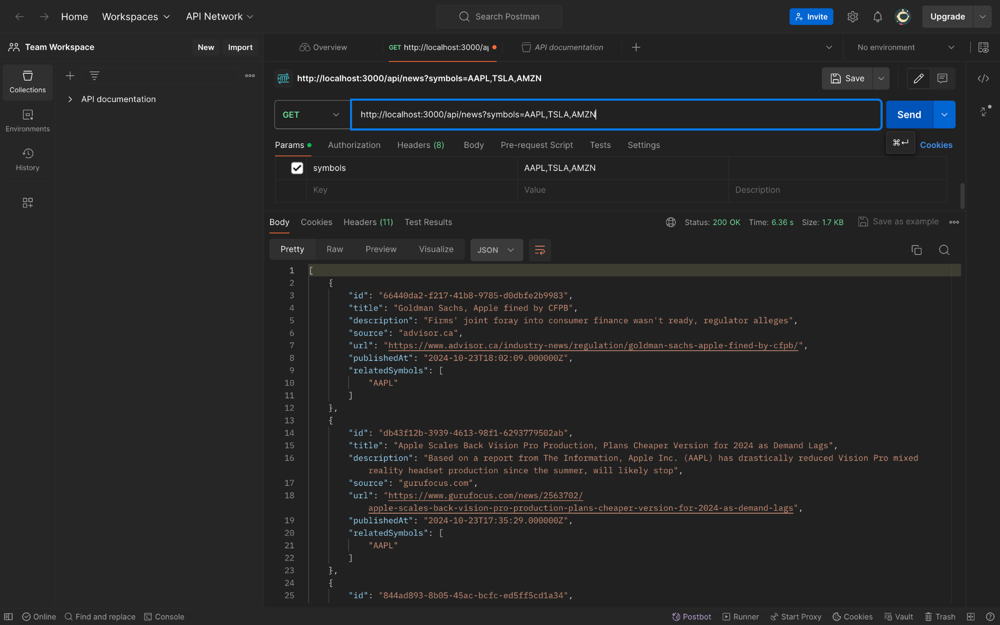 Home Workspaces API Network Search Postman Invite Upgrade
Team Workspace New Import Overview GET http://localhost:3000/a API documentation No environment
Collections
Environments
History
API documentation
HTTP http://localhost:3000/api/news?symbols=AAPL,TSLA,AMZN Save
GET http://localhost:3000/api/news?symbols=AAPL,TSLA,AMZN Send
Params Authorization Headers (8) Body Pre-request Script Tests Settings ⌘↵ Cookies
symbols AAPL,TSLA,AMZN
Key Value Description
Body Cookies Headers (11) Test Results Status: 200 OK Time: 6.36 s Size: 1.7 KB Save as example
Pretty Raw Preview Visualize JSON
1 [
2 {
3 "id": "66440da2-f217-41b8-9785-d0dbfe2b9983",
4 "title": "Goldman Sachs, Apple fined by CFPB",
5 "description": "Firms' joint foray into consumer finance wasn't ready, regulator alleges",
6 "source": "advisor.ca",
7 "url": "https://www.advisor.ca/industry-news/regulation/goldman-sachs-apple-fined-by-cfpb/",
8 "publishedAt": "2024-10-23T18:02:09.000000Z",
9 "relatedSymbols": [
10 "AAPL"
11 ]
12 },
13 {
14 "id": "db43f12b-3939-4613-98f1-6293779502ab",
15 "title": "Apple Scales Back Vision Pro Production, Plans Cheaper Version for 2024 as Demand Lags",
16 "description": "Based on a report from The Information, Apple Inc. (AAPL) has drastically reduced Vision Pro mixed
reality headset production since the summer, will likely stop",
17 "source": "gurufocus.com",
18 "url": "https://www.gurufocus.com/news/2563702/
apple-scales-back-vision-pro-production-plans-cheaper-version-for-2024-as-demand-lags",
19 "publishedAt": "2024-10-23T17:35:29.000000Z",
20 "relatedSymbols": [
21 "AAPL"
22 ]
23 },
24 {
25 "id": "844ad893-8b05-45ac-bcfc-ed5ff5cd1a34",
Online Find and replace Console Postbot Runner Start Proxy Cookies Vault Trash